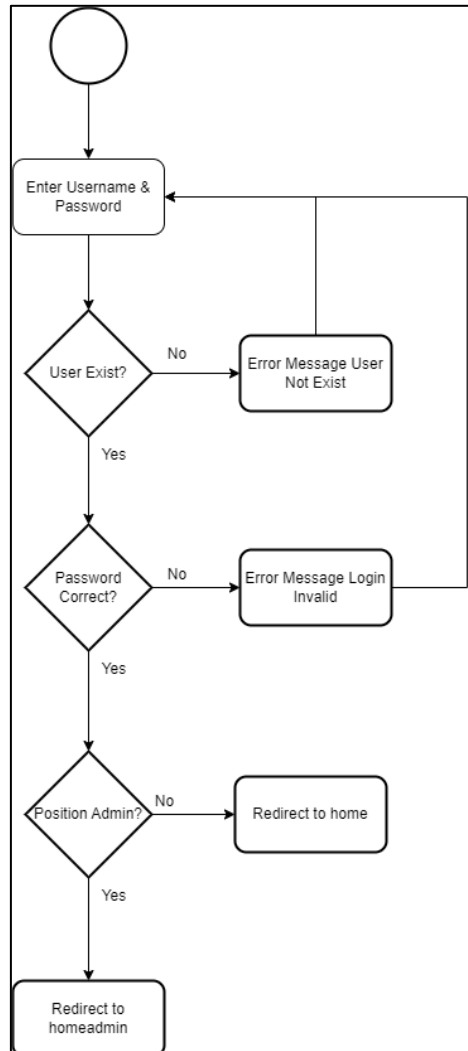 Enter Username &
Password
User Exist?
No
Error Message User
Not Exist
Yes
Password
Correct?
No
Error Message Login
Invalid
Yes
Position Admin?
No
Redirect to home
Yes
Redirect to
homeadmin